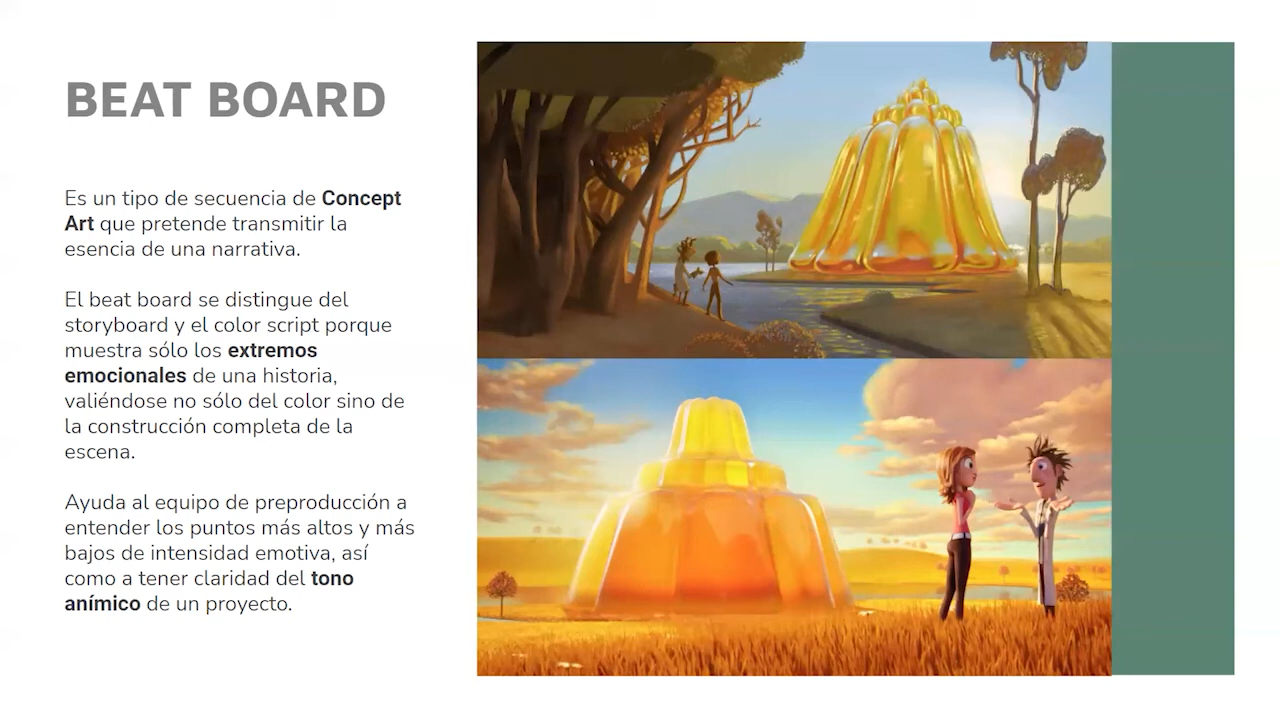 BEAT BOARD
Es un tipo de secuencia de Concept
Art que pretende transmitir la
esencia de una narrativa.
El beat board se distingue del
storyboard y el color script porque
muestra sólo los extremos
emocionales de una historia,
valiéndose no sólo del color sino de
la construcción completa de la
escena.
Ayuda al equipo de preproducción a
entender los puntos más altos y más
bajos de intensidad emotiva, así
como a tener claridad del tono
anímico de un proyecto.